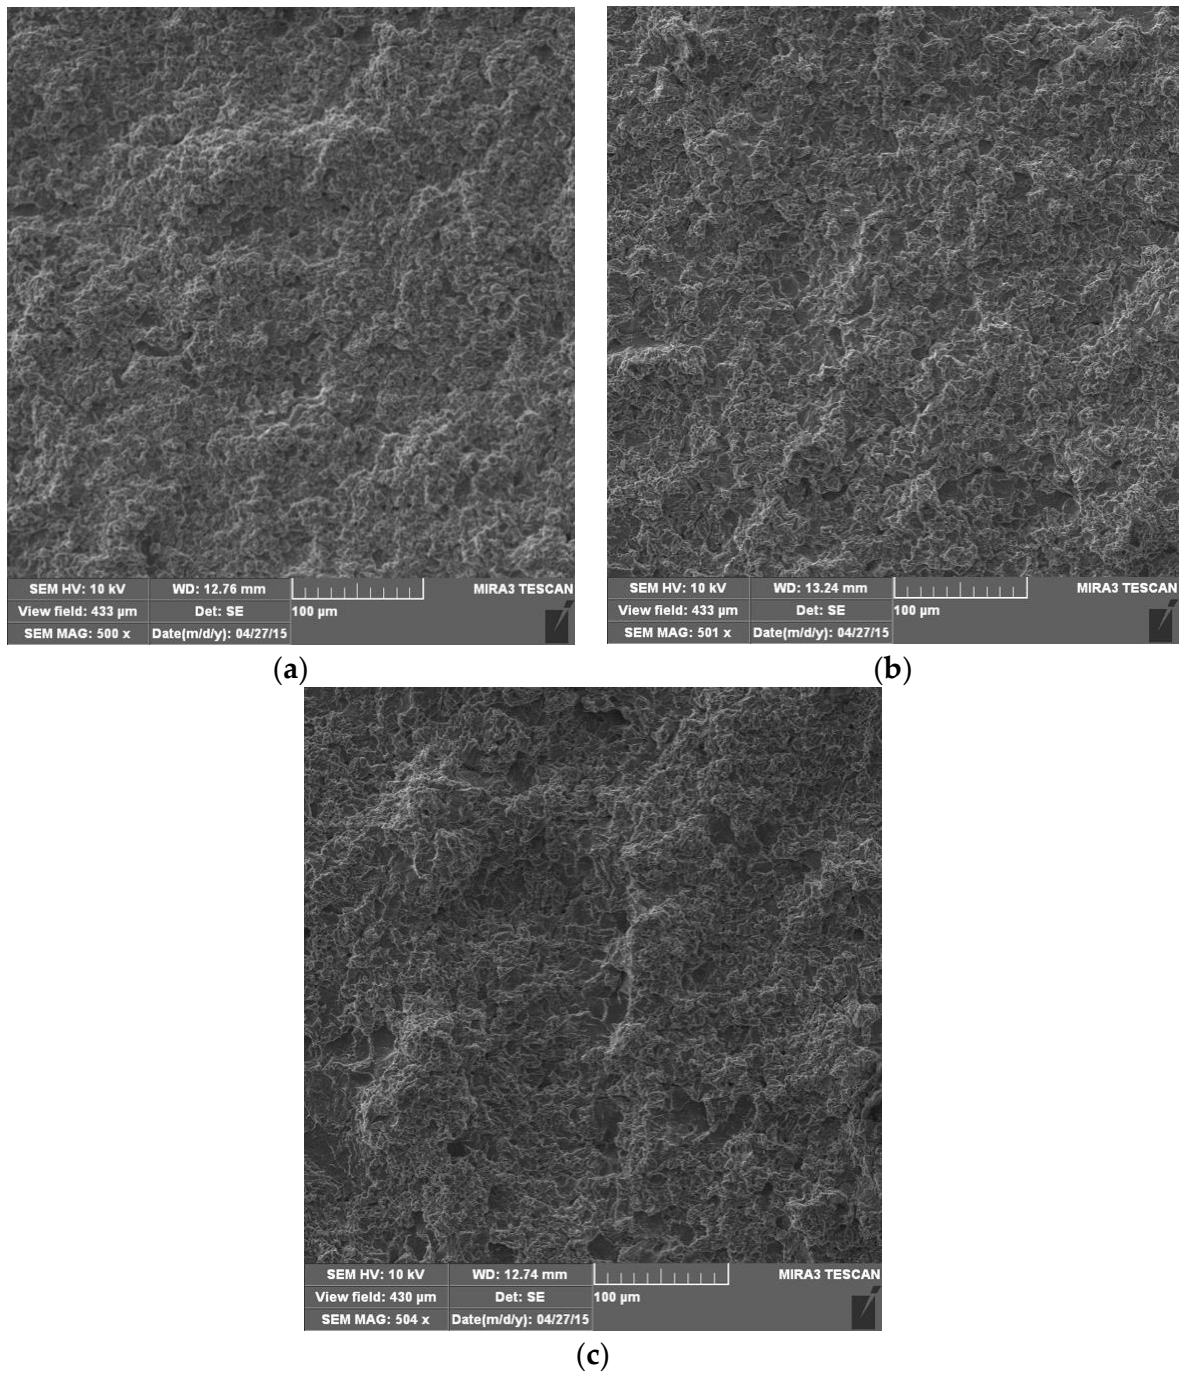 SEM HV: 10 kV WD: 12.76 mm MIRA3 TESCAN
View field: 433 µm Det: SE 100 µm
SEM MAG: 500 x Date(m/d/y): 04/27/15
(a)
SEM HV: 10 kV WD: 13.24 mm MIRA3 TESCAN
View field: 433 µm Det: SE 100 µm
SEM MAG: 501 x Date(m/d/y): 04/27/15
(b)
SEM HV: 10 kV WD: 12.74 mm MIRA3 TESCAN
View field: 430 µm Det: SE 100 µm
SEM MAG: 504 x Date(m/d/y): 04/27/15
(c)